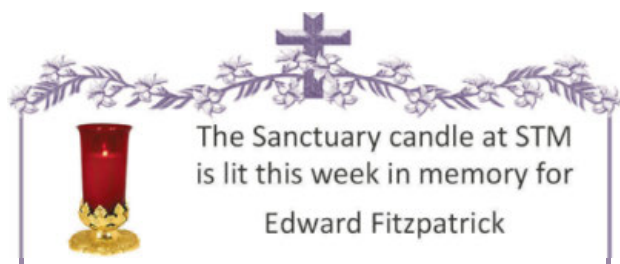 The Sanctuary candle at STM
is lit this week in memory for
Edward Fitzpatrick